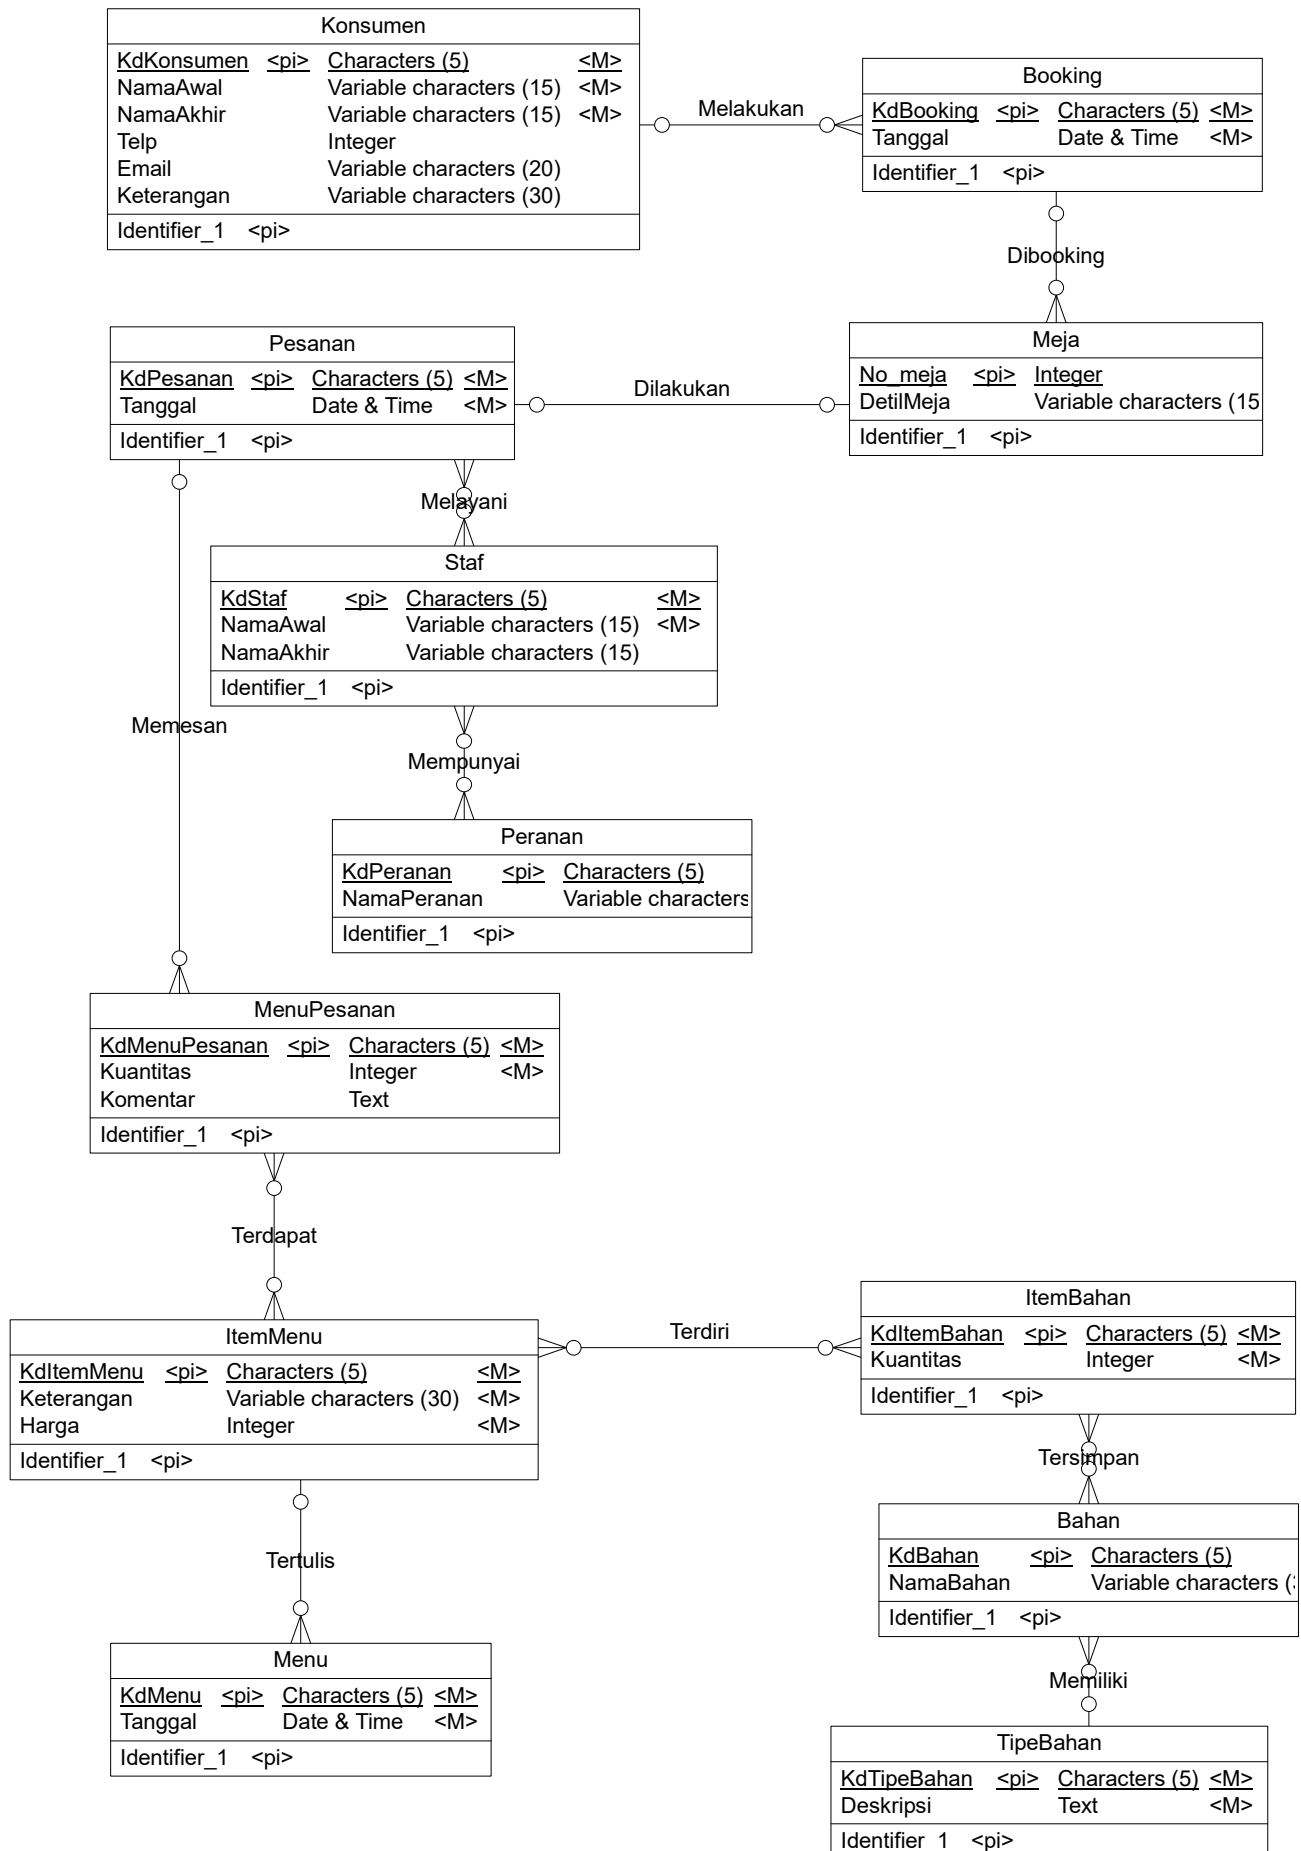 Konsumen
KdKonsumen <pi> Characters (5) <M>
NamaAwal Variable characters (15) <M>
NamaAkhir Variable characters (15) <M>
Telp Integer
Email Variable characters (20)
Keterangan Variable characters (30)
Identifier_1 <pi>
Melakukan
Booking
KdBooking <pi> Characters (5) <M>
Tanggal Date & Time <M>
Identifier_1 <pi>
Dibooking
Pesanan
KdPesanan <pi> Characters (5) <M>
Tanggal Date & Time <M>
Identifier_1 <pi>
Dilakukan
Meja
No_meja <pi> Integer
DetilMeja Variable characters (15
Identifier_1 <pi>
Melayani
Staf
KdStaf <pi> Characters (5) <M>
NamaAwal Variable characters (15) <M>
NamaAkhir Variable characters (15)
Identifier_1 <pi>
Memesan
Mempunyai
Peranan
KdPeranan <pi> Characters (5)
NamaPeranan Variable characters
Identifier_1 <pi>
MenuPesanan
KdMenuPesanan <pi> Characters (5) <M>
Kuantitas Integer <M>
Komentar Text
Identifier_1 <pi>
Terdapat
ItemMenu
KdItemMenu <pi> Characters (5) <M>
Keterangan Variable characters (30) <M>
Harga Integer <M>
Identifier_1 <pi>
Terdiri
ItemBahan
KdItemBahan <pi> Characters (5) <M>
Kuantitas Integer <M>
Identifier_1 <pi>
Tersimpan
Bahan
KdBahan <pi> Characters (5)
NamaBahan Variable characters (
Identifier_1 <pi>
Tertulis
Menu
KdMenu <pi> Characters (5) <M>
Tanggal Date & Time <M>
Identifier_1 <pi>
Memiliki
TipeBahan
KdTipeBahan <pi> Characters (5) <M>
Deskripsi Text <M>
Identifier_1 <pi>